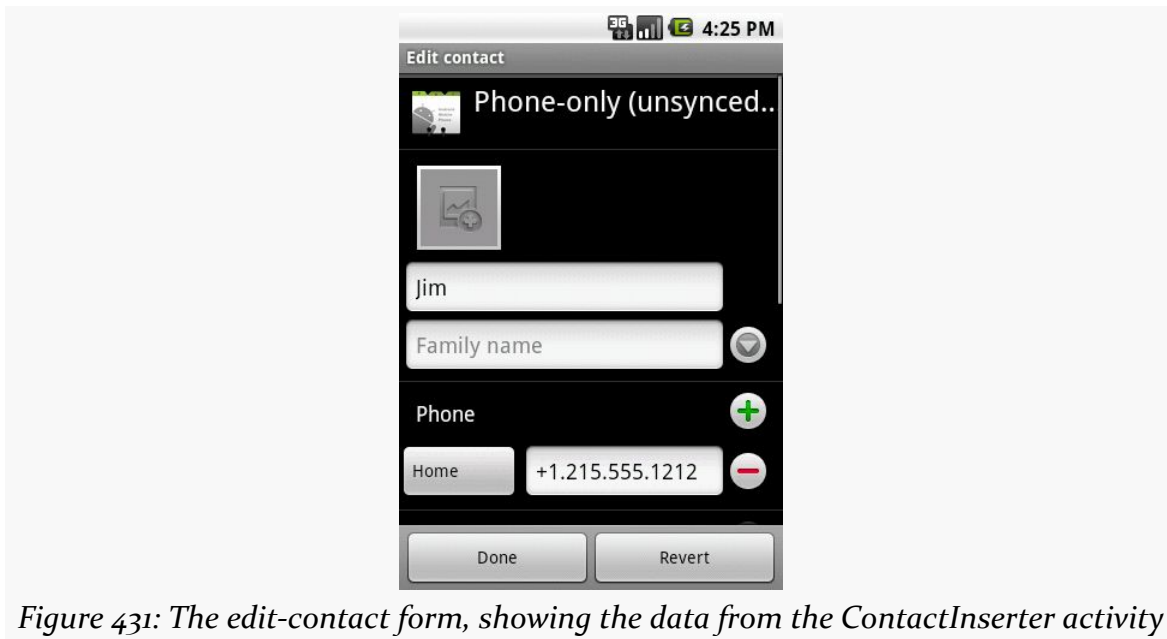 3G 4:25 PM
Edit contact
Phone-only (unsynced..
Jim
Family name
Phone
Home +1.215.555.1212
Done Revert
Figure 431: The edit-contact form, showing the data from the ContactInserter activity